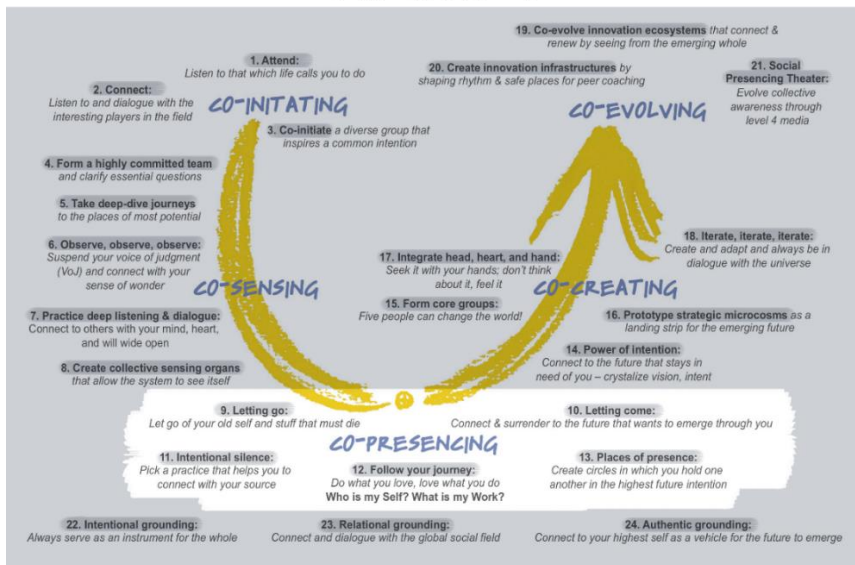 1. Attend:
Listen to that which life calls you to do
2. Connect:
Listen to and dialogue with the
interesting players in the field
CO-INITATING
3. Co-initiate a diverse group that
inspires a common intention
4. Form a highly committed team
and clarify essential questions
5. Take deep-dive journeys
to the places of most potential
6. Observe, observe, observe:
Suspend your voice of judgment
(VoJ) and connect with your
sense of wonder
CO-SENSING
7. Practice deep listening & dialogue:
Connect to others with your mind, heart,
and will wide open
8. Create collective sensing organs
that allow the system to see itself
9. Letting go:
Let go of your old self and stuff that must die
10. Letting come:
Connect & surrender to the future that wants to emerge through you
CO-PRESENCING
11. Intentional silence:
Pick a practice that helps you to
connect with your source
12. Follow your journey:
Do what you love, love what you do
Who is my Self? What is my Work?
13. Places of presence:
Create circles in which you hold one
another in the highest future intention
14. Power of intention:
Connect to the future that stays in
need of you – crystalize vision, intent
15. Form core groups:
Five people can change the world!
16. Prototype strategic microcosms as a
landing strip for the emerging future
CO-CREATING
17. Integrate head, heart, and hand:
Seek it with your hands; don't think
about it, feel it
18. Iterate, iterate, iterate:
Create and adapt and always be in
dialogue with the universe
CO-EVOLVING
19. Co-evolve innovation ecosystems that connect &
renew by seeing from the emerging whole
20. Create innovation infrastructures by
shaping rhythm & safe places for peer coaching
21. Social
Presencing Theater:
Evolve collective
awareness through
level 4 media
22. Intentional grounding:
Always serve as an instrument for the whole
23. Relational grounding:
Connect and dialogue with the global social field
24. Authentic grounding:
Connect to your highest self as a vehicle for the future to emerge